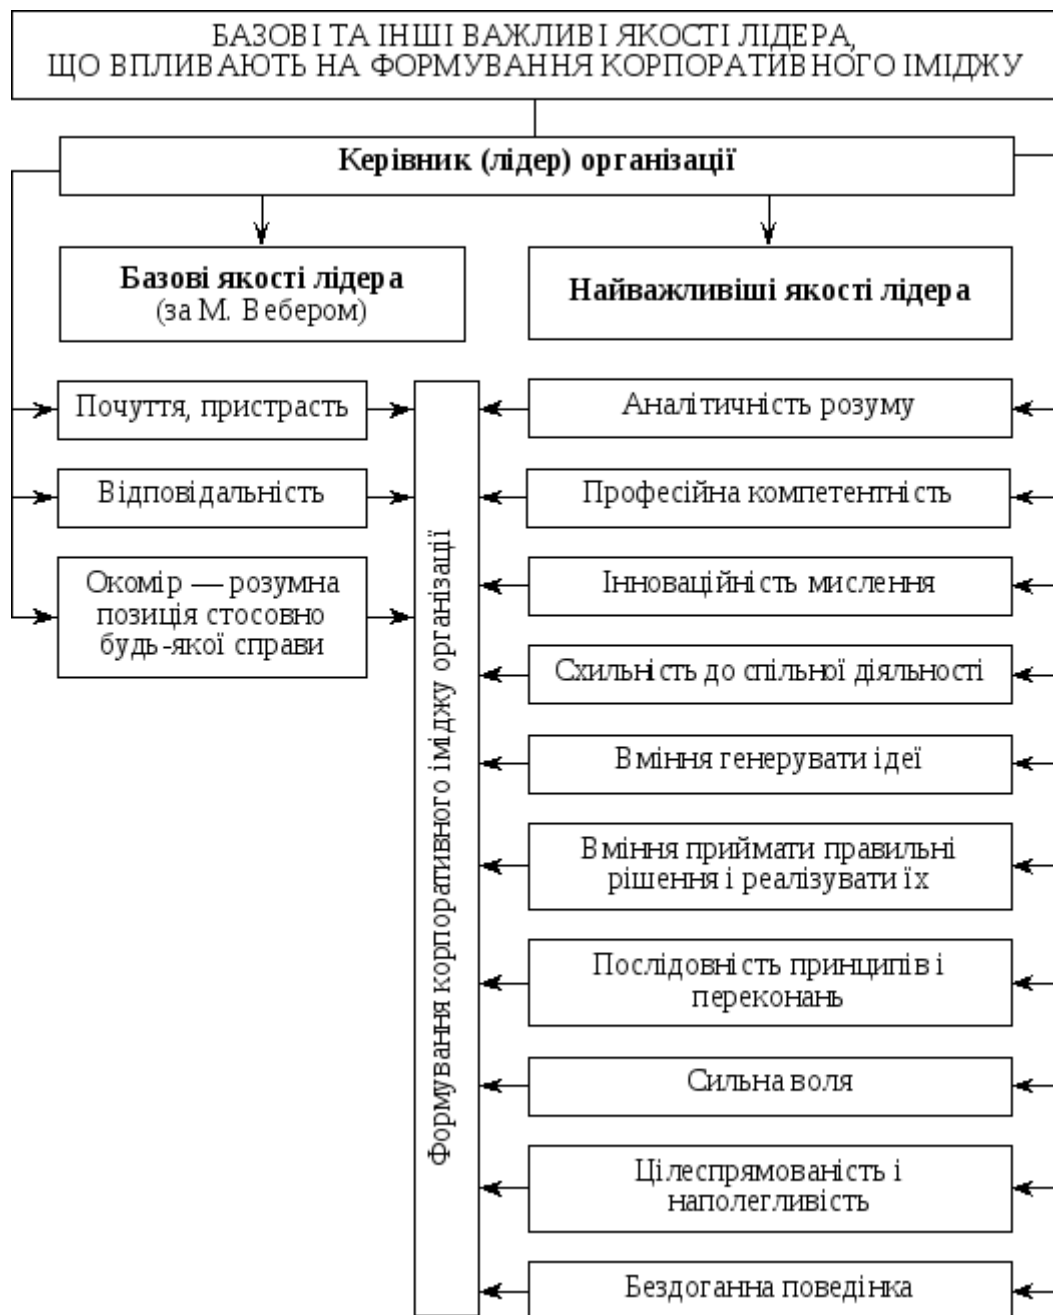 БАЗОВІ ТА ІНШІ ВАЖЛИВІ ЯКОСТІ ЛІДЕРА,
ЩО ВПЛИВАЮТЬ НА ФОРМУВАННЯ КОРПОРАТИВНОГО ІМІДЖУ
Керівник (лідер) організації
Базові якості лідера
(за М. Вебером)
Найважливіші якості лідера
Почуття, пристрасть
Відповідальність
Окомір — розумна
позиція стосовно
будь-якої справи
Формування корпоративного іміджу організації
Аналітичність розуму
Професійна компетентність
Інноваційність мислення
Схильність до спільної діяльності
Вміння генерувати ідеї
Вміння приймати правильні
рішення і реалізувати їх
Послідовність принципів і
переконань
Сильна воля
Цілеспрямованість і
наполегливість
Бездоганна поведінка